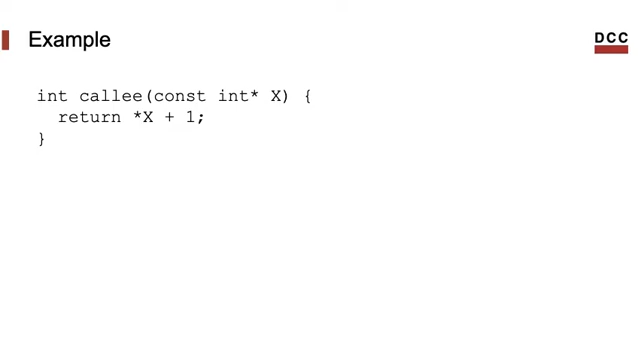 Example
DCC
int callee(const int* X) {
  return *X + 1;
}